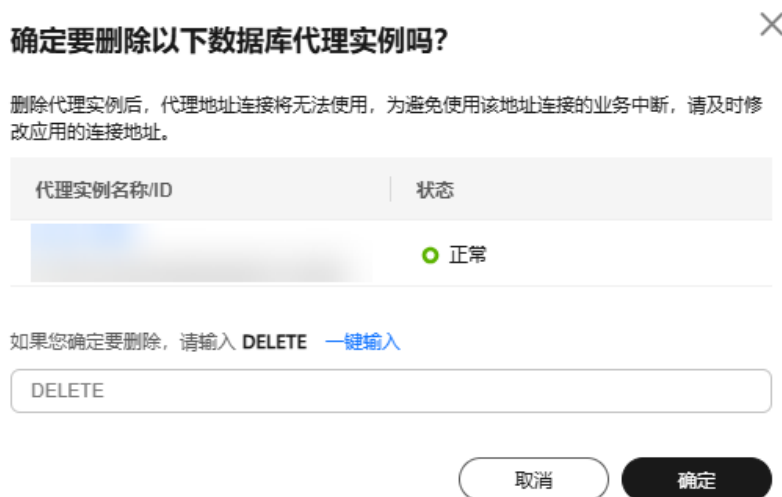 确定要删除以下数据库代理实例吗?
删除代理实例后，代理地址连接将无法使用，为避免使用该地址连接的业务中断，请及时修
改应用的连接地址。
代理实例名称/ID 状态
正常
如果您确定要删除，请输入 DELETE 一键输入
DELETE
取消 确定